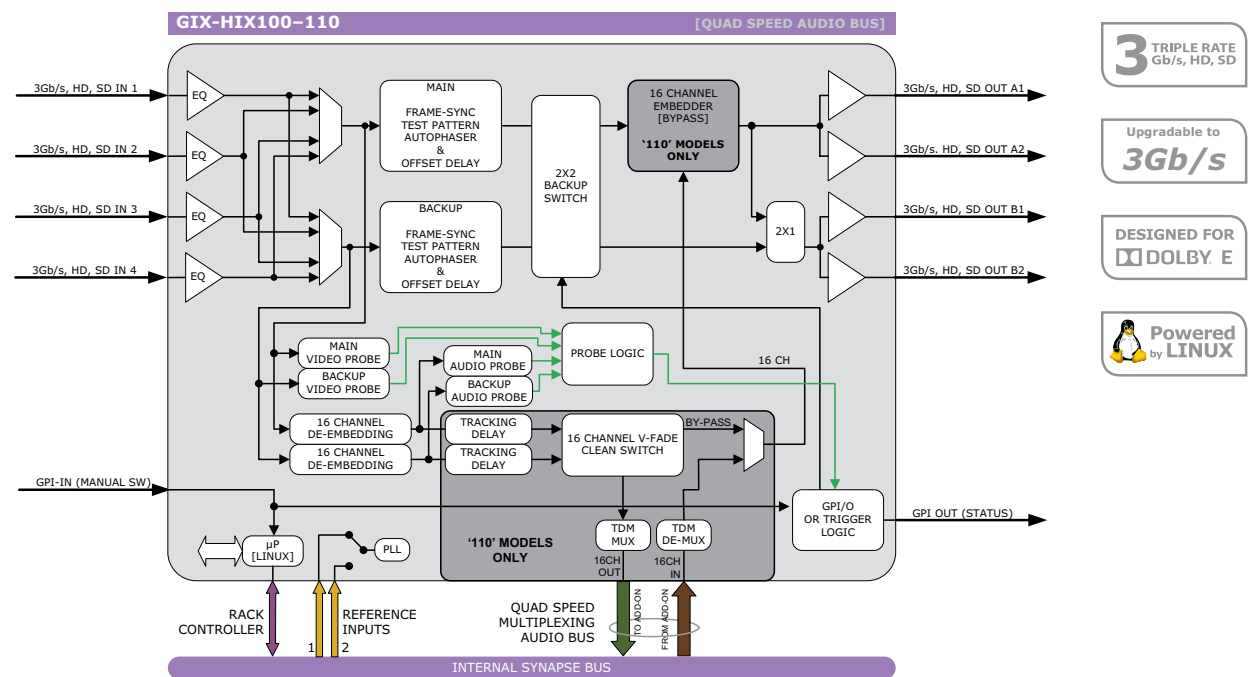 GIX-HIX100–110
[QUAD SPEED AUDIO BUS]
3Gb/s, HD, SD IN 1
3Gb/s, HD, SD IN 2
3Gb/s, HD, SD IN 3
3Gb/s, HD, SD IN 4
EQ
EQ
EQ
EQ
MAIN
FRAME-SYNC
TEST PATTERN
AUTOPHASER
&
OFFSET DELAY
BACKUP
FRAME-SYNC
TEST PATTERN
AUTOPHASER
&
OFFSET DELAY
2X2
BACKUP
SWITCH
16 CHANNEL
EMBEDDER
[BYPASS]
'110' MODELS
ONLY
2X1
3Gb/s, HD, SD OUT A1
3Gb/s. HD, SD OUT A2
3Gb/s, HD, SD OUT B1
3Gb/s, HD, SD OUT B2
MAIN
VIDEO PROBE
BACKUP
VIDEO PROBE
MAIN
AUDIO PROBE
BACKUP
AUDIO PROBE
PROBE LOGIC
16 CH
16 CHANNEL
DE-EMBEDDING
16 CHANNEL
DE-EMBEDDING
TRACKING
DELAY
TRACKING
DELAY
16 CHANNEL V-FADE
CLEAN SWITCH
BY-PASS
GPI-IN (MANUAL SW)
GPI/O
OR TRIGGER
LOGIC
GPI OUT (STATUS)
µP
[LINUX]
PLL
'110' MODELS
ONLY
TDM
MUX
TDM
DE-MUX
16CH
OUT
16CH
IN
RACK
CONTROLLER
REFERENCE
INPUTS
1
2
QUAD SPEED
MULTIPLEXING
AUDIO BUS
TO ADD-ON
FROM ADD-ON
INTERNAL SYNAPSE BUS
3 TRIPLE RATE
Gb/s, HD, SD
Upgradable to
3Gb/s
DESIGNED FOR
DOLBY E
Powered
by LINUX